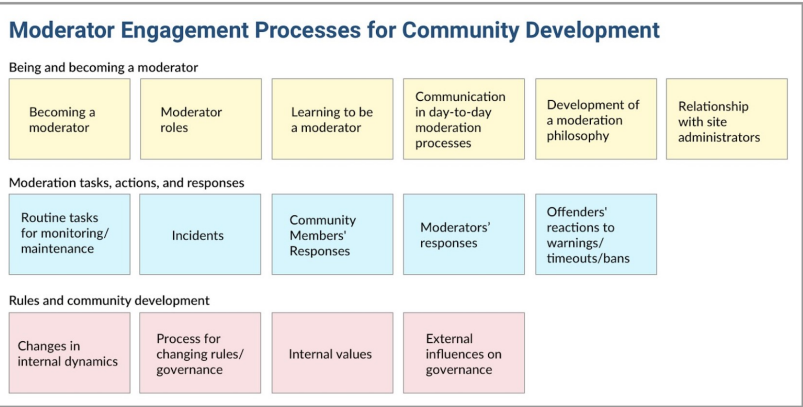 Moderator Engagement Processes for Community Development
Being and becoming a moderator
Becoming a
moderator
Moderator
roles
Learning to be
a moderator
Communication
in day-to-day
moderation
processes
Development of
a moderation
philosophy
Relationship
with site
administrators
Moderation tasks, actions, and responses
Routine tasks
for monitoring/
maintenance
Incidents
Community
Members'
Responses
Moderators'
responses
Offenders'
reactions to
warnings/
timeouts/bans
Rules and community development
Changes in
internal dynamics
Process for
changing rules/
governance
Internal values
External
influences on
governance